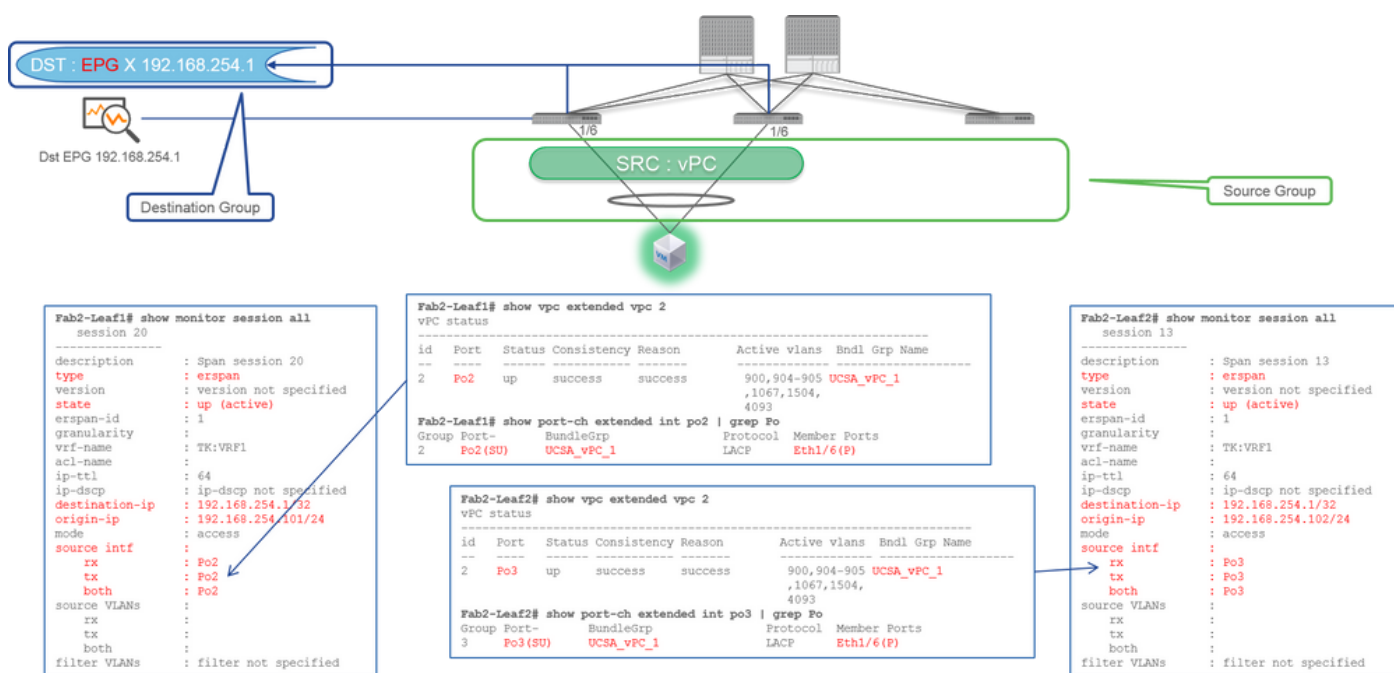 DST : EPG X 192.168.254.1
1/6
1/6
Dst EPG 192.168.254.1
SRC : vPC
Destination Group
Source Group
VM
Fab2-Leaf1# show monitor session all
session 20
---------------
description : Span session 20
type : erspan
version : version not specified
state : up (active)
erspan-id : 1
granularity :
vrf-name : TK:VRF1
acl-name :
ip-ttl : 64
ip-dscp : ip-dscp not specified
destination-ip : 192.168.254.1/32
origin-ip : 192.168.254.101/24
mode : access
source intf :
rx : Po2
tx : Po2
both : Po2
source VLANs :
rx :
tx :
both :
filter VLANs : filter not specified
Fab2-Leaf1# show vpc extended vpc 2
vPC status
----------------------------------------------------------------------
id Port Status Consistency Reason Active vlans Bndl Grp Name
-- ---- ------ ----------- ------ ------------ -------------------
2 Po2 up success success 900,904-905 UCSA_vPC_1
,1067,1504,
4093
Fab2-Leaf1# show port-ch extended int po2 | grep Po
Group Port- BundleGrp Protocol Member Ports
2 Po2(SU) UCSA_vPC_1 LACP Eth1/6(P)
Fab2-Leaf2# show vpc extended vpc 2
vPC status
----------------------------------------------------------------------
id Port Status Consistency Reason Active vlans Bndl Grp Name
-- ---- ------ ----------- ------ ------------ -------------------
2 Po3 up success success 900,904-905 UCSA_vPC_1
,1067,1504,
4093
Fab2-Leaf2# show port-ch extended int po3 | grep Po
Group Port- BundleGrp Protocol Member Ports
3 Po3(SU) UCSA_vPC_1 LACP Eth1/6(P)
Fab2-Leaf2# show monitor session all
session 13
---------------
description : Span session 13
type : erspan
version : version not specified
state : up (active)
erspan-id : 1
granularity :
vrf-name : TK:VRF1
acl-name :
ip-ttl : 64
ip-dscp : ip-dscp not specified
destination-ip : 192.168.254.1/32
origin-ip : 192.168.254.102/24
mode : access
source intf :
rx : Po3
tx : Po3
both : Po3
source VLANs :
rx :
tx :
both :
filter VLANs : filter not specified